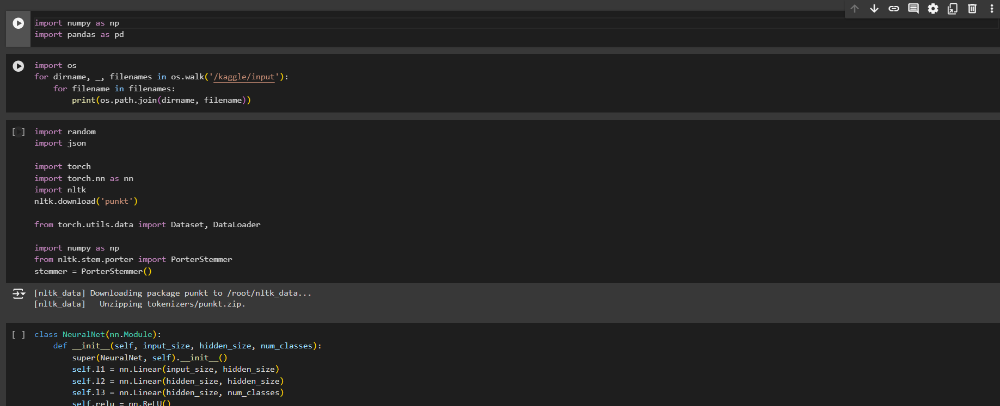 import numpy as np
import pandas as pd
import os
for dirname, _, filenames in os.walk('/kaggle/input'):
    for filename in filenames:
        print(os.path.join(dirname, filename))
[ ] import random
import json
import torch
import torch.nn as nn
import nltk
nltk.download('punkt')
from torch.utils.data import Dataset, DataLoader
import numpy as np
from nltk.stem.porter import PorterStemmer
stemmer = PorterStemmer()
[nltk_data] Downloading package punkt to /root/nltk_data...
[nltk_data]   Unzipping tokenizers/punkt.zip.
[ ] class NeuralNet(nn.Module):
    def __init__(self, input_size, hidden_size, num_classes):
        super(NeuralNet, self).__init__()
        self.l1 = nn.Linear(input_size, hidden_size)
        self.l2 = nn.Linear(hidden_size, hidden_size)
        self.l3 = nn.Linear(hidden_size, num_classes)
        self.relu = nn.ReLU()